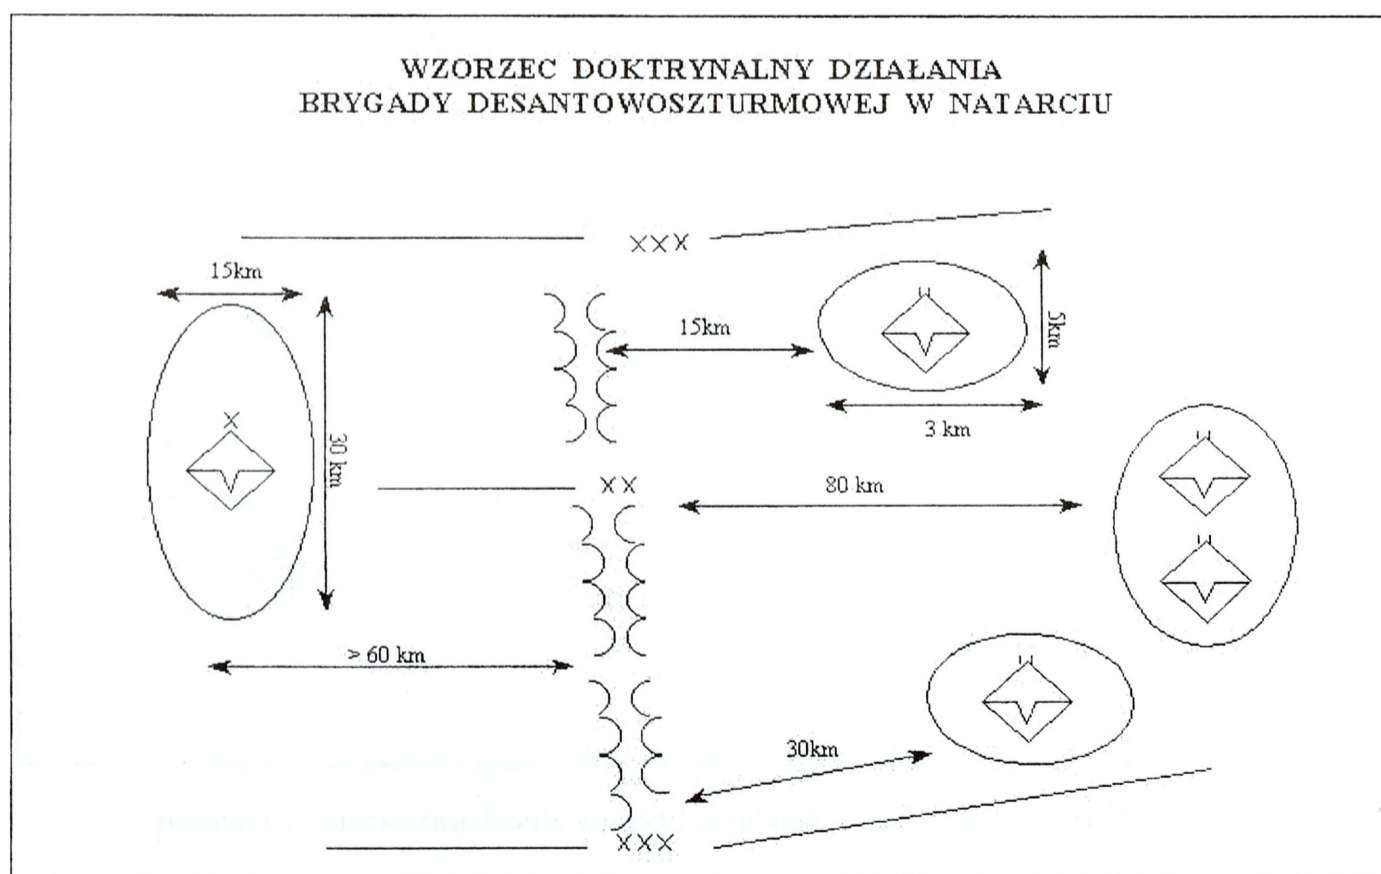 WZORZEC DOKTRYNALNY DZIAŁANIA
BRYGADY DESANTOWOSZTURMOWEJ W NATARCIU
XXX
15km
15km
5km
3 km
X
30 km
XX
80 km
> 60 km
30km
XXX